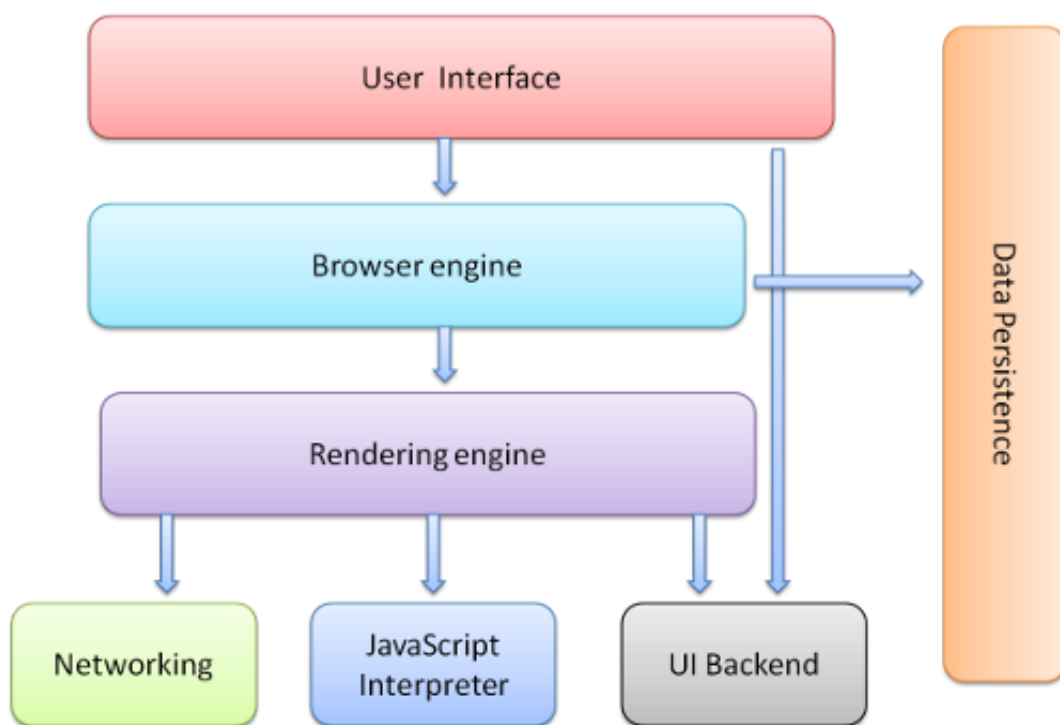 User Interface
Browser engine
Data Persistence
Rendering engine
Networking
JavaScript
Interpreter
UI Backend